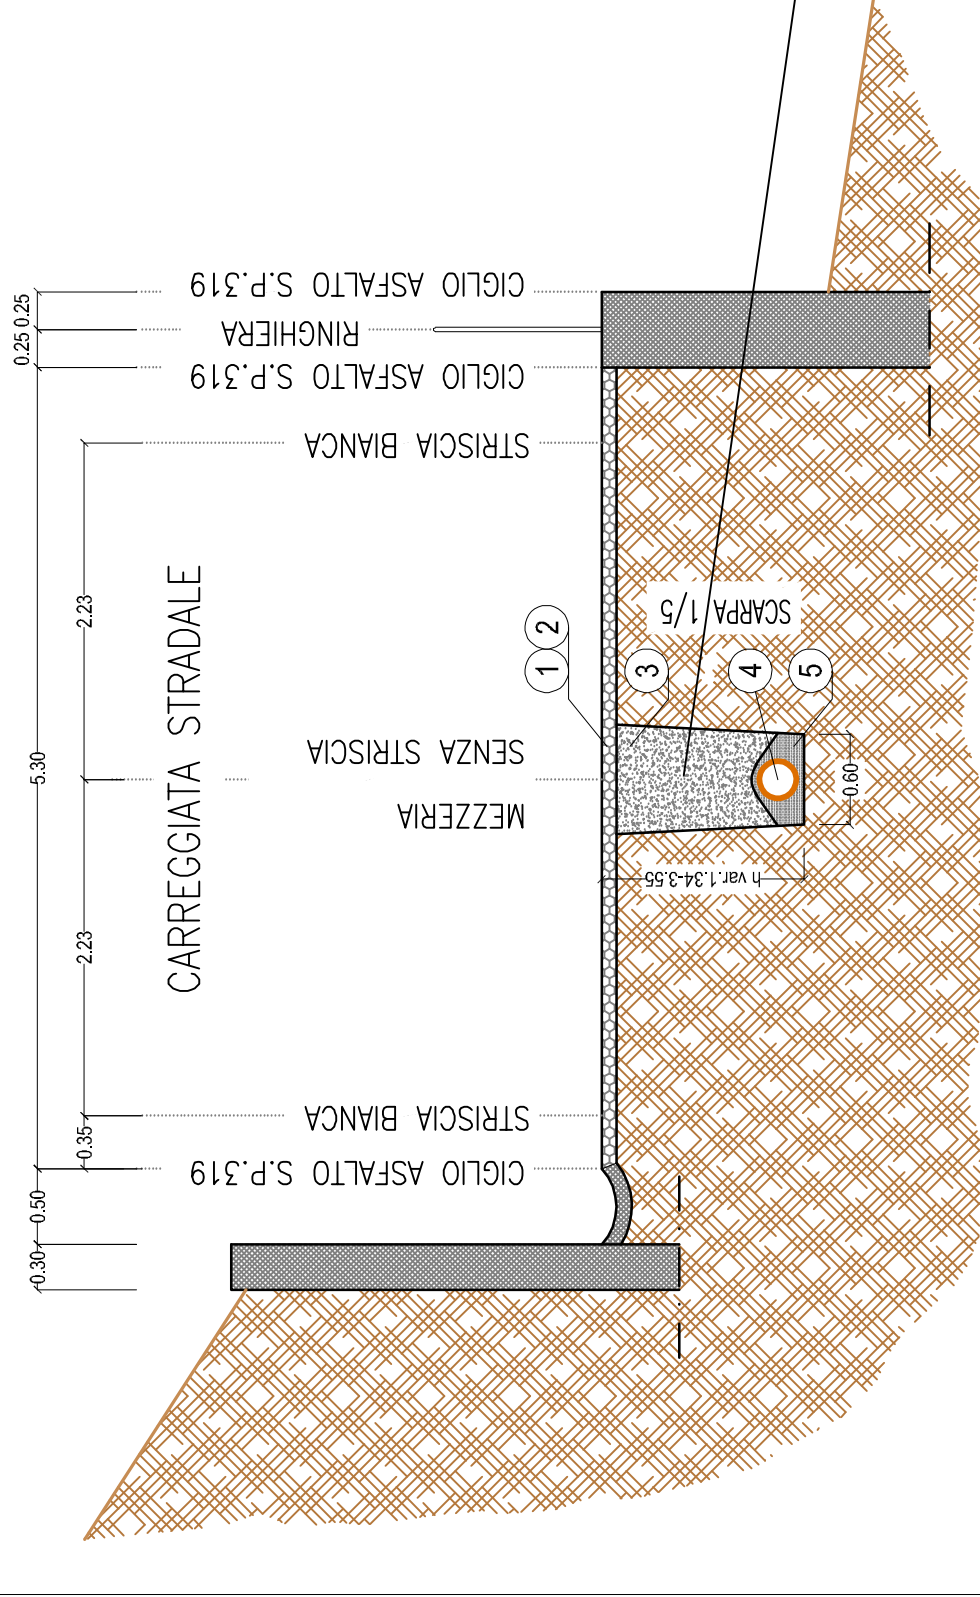 0.30
0.50
5.30
0.25
0.25
0.35
2.23
2.23
CARREGGIATA STRADALE
CIGLIO ASFALTO S.P.319
STRISCIA BIANCA
MEZZERIA
SENZA STRISCIA
STRISCIA BIANCA
CIGLIO ASFALTO S.P.319
RINGHIERA
CIGLIO ASFALTO S.P.319
1
2
3
4
5
SCARPA 1/5
h var.1.34-3.55
0.60